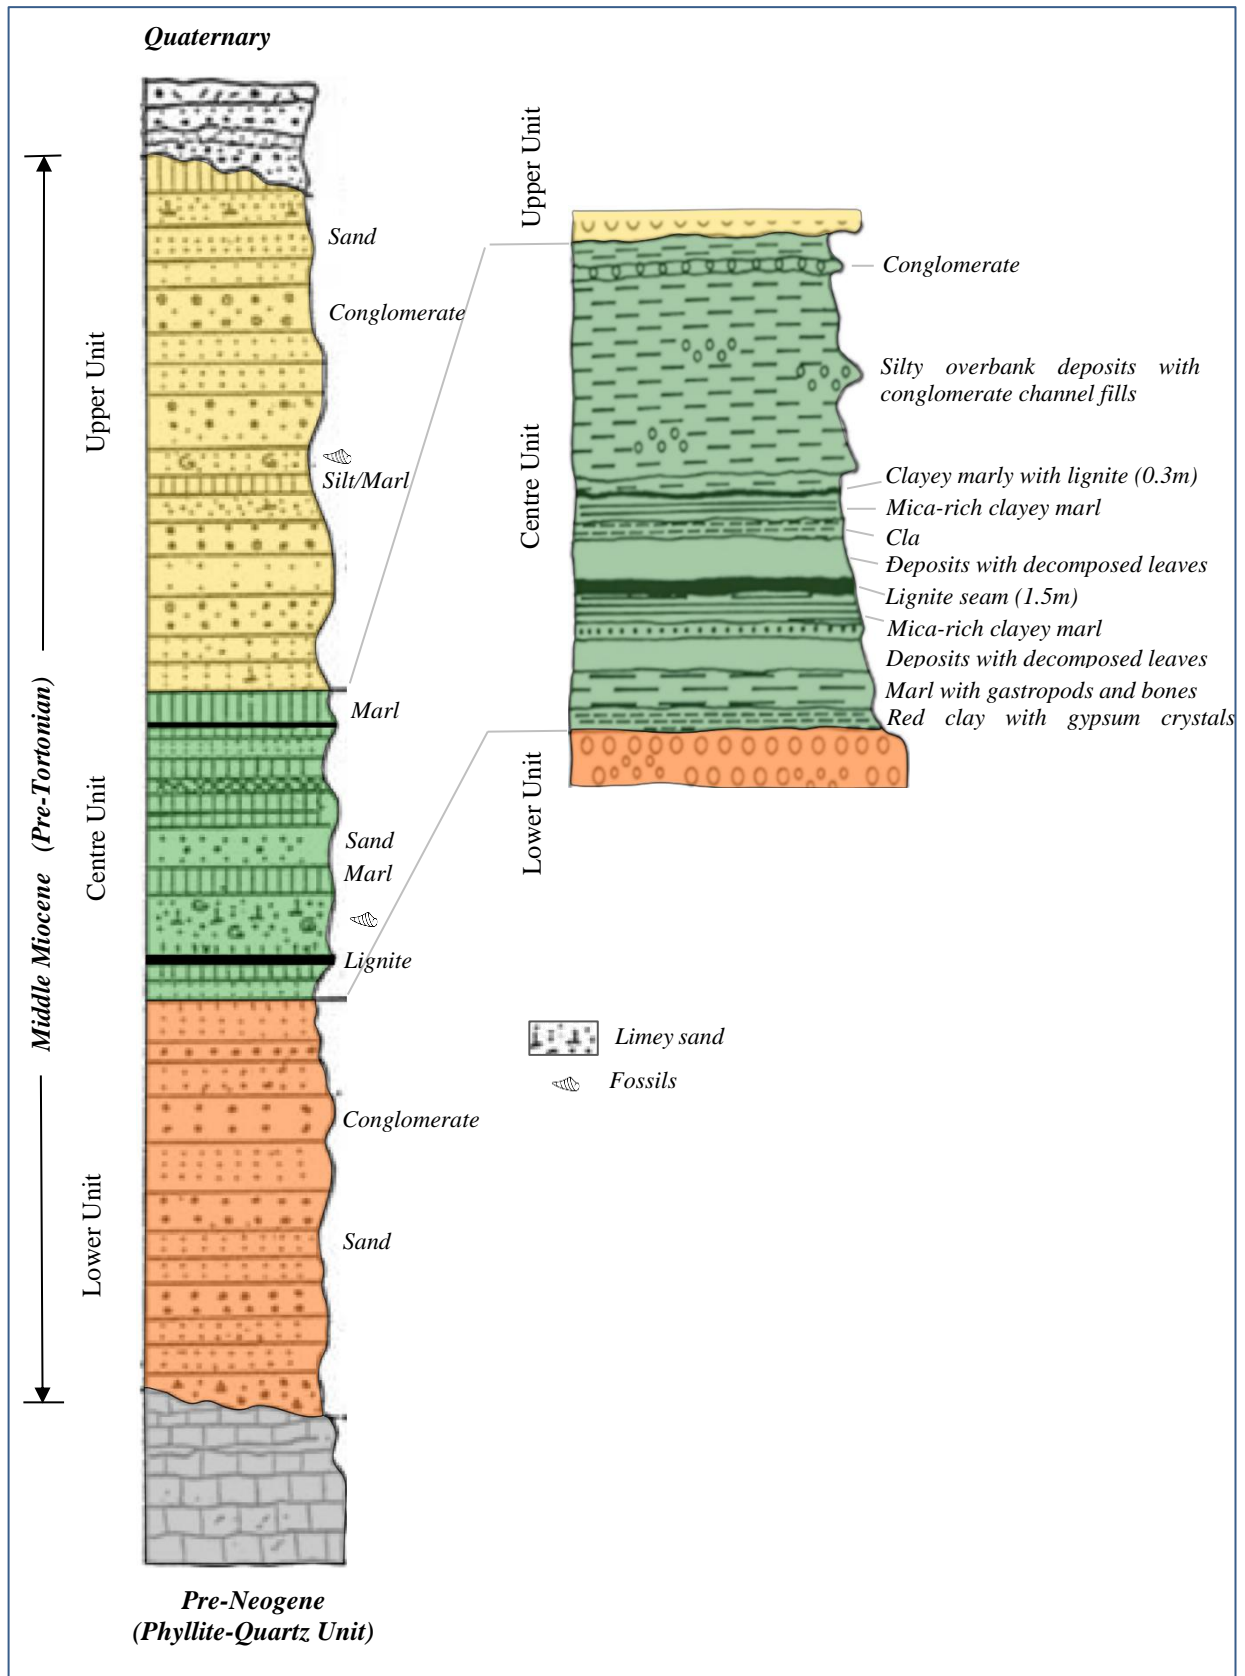 Quaternary
Middle Miocene (Pre-Tortonian)
Upper Unit
Sand
Conglomerate
Silt/Marl
Centre Unit
Marl
Sand
Marl
Lignite
Lower Unit
Conglomerate
Sand
Pre-Neogene
(Phyllite-Quartz Unit)
Upper Unit
Centre Unit
Lower Unit
Conglomerate
Silty overbank deposits with
conglomerate channel fills
Clayey marly with lignite (0.3m)
Mica-rich clayey marl
Cla
Deposits with decomposed leaves
Lignite seam (1.5m)
Mica-rich clayey marl
Deposits with decomposed leaves
Marl with gastropods and bones
Red clay with gypsum crystals
Limey sand
Fossils